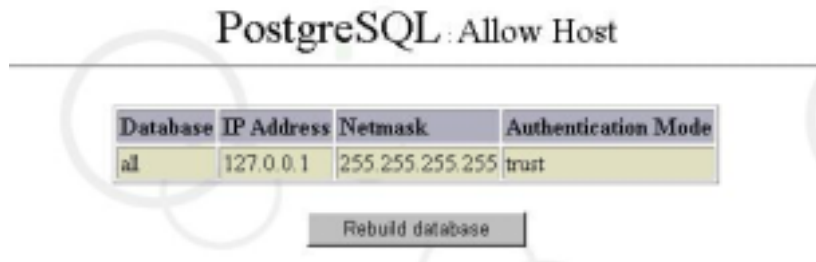 PostgreSQL : Allow Host
Database IP Address Netmask Authentication Mode
all 127.0.0.1 255.255.255.255 trust
Rebuild database